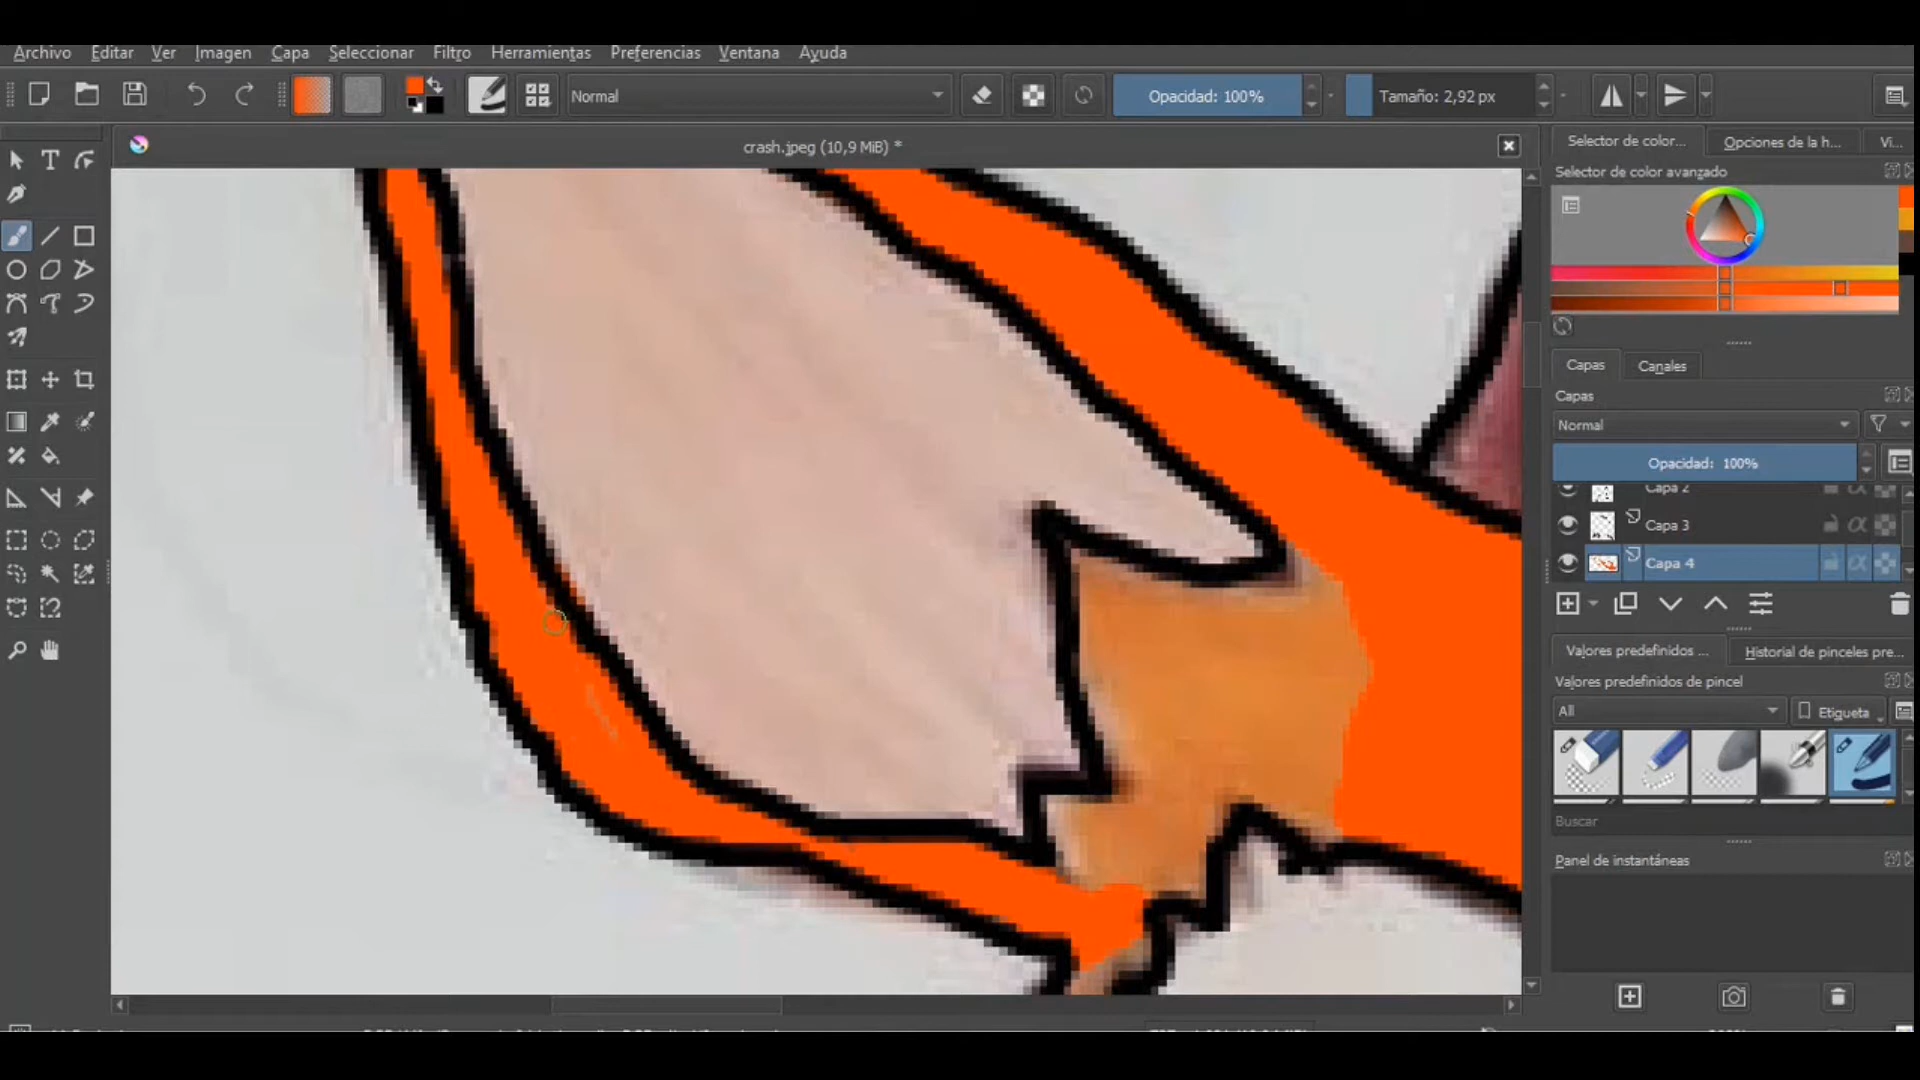 Archivo Editar Ver Imagen Capa Seleccionar Filtro Herramientas Preferencias Ventana Ayuda
Normal Opacidad: 100% Tamaño: 2,92 px
crash.jpeg (10,9 MiB) *
Selector de color... Opciones de la h... Vi...
Selector de color avanzado
Capas Canales
Capas
Normal
Opacidad: 100%
Capa 2
Capa 3
Capa 4
Valores predefinidos ... Historial de pinceles pre...
Valores predefinidos de pincel
All Etiqueta
Buscar
Panel de instantáneas